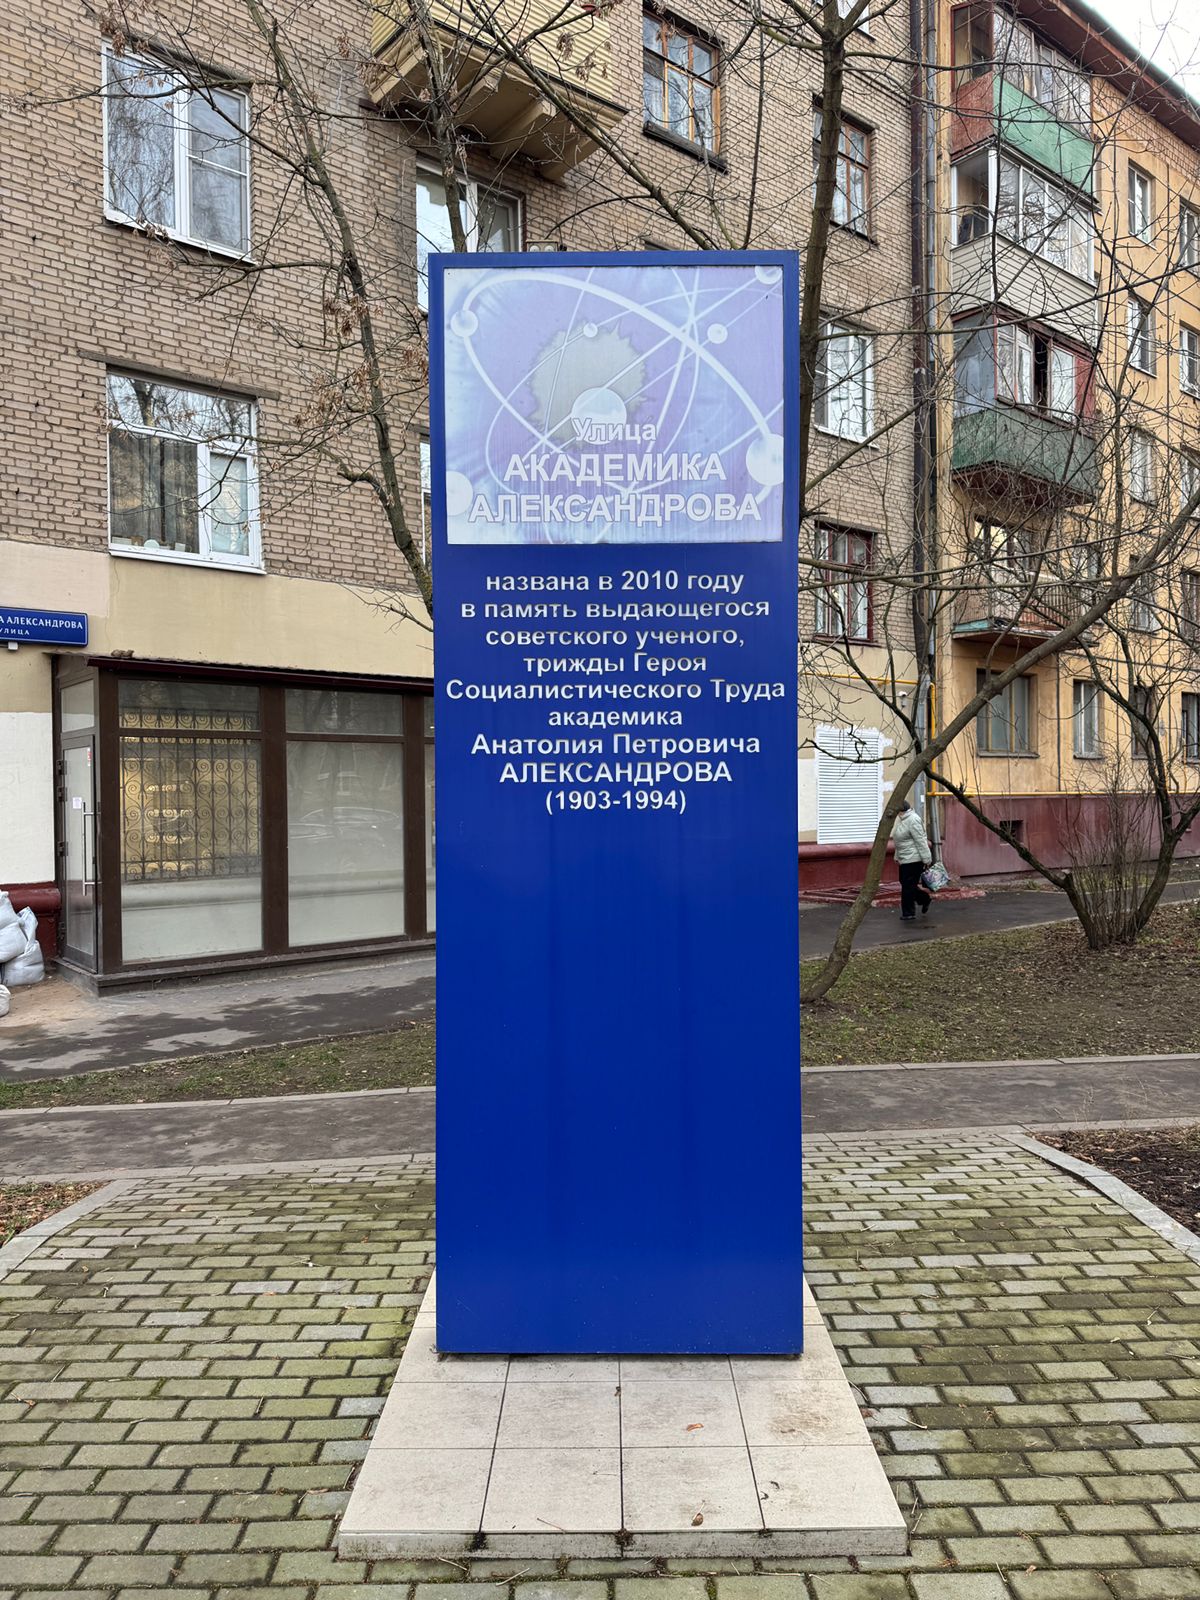 Улица
АКАДЕМИКА
АЛЕКСАНДРОВА
названа в 2010 году
в память выдающегося
советского ученого,
трижды Героя
Социалистического Труда
академика
Анатолия Петровича
АЛЕКСАНДРОВА
(1903-1994)
А АЛЕКСАНДРОВА
УЛИЦА